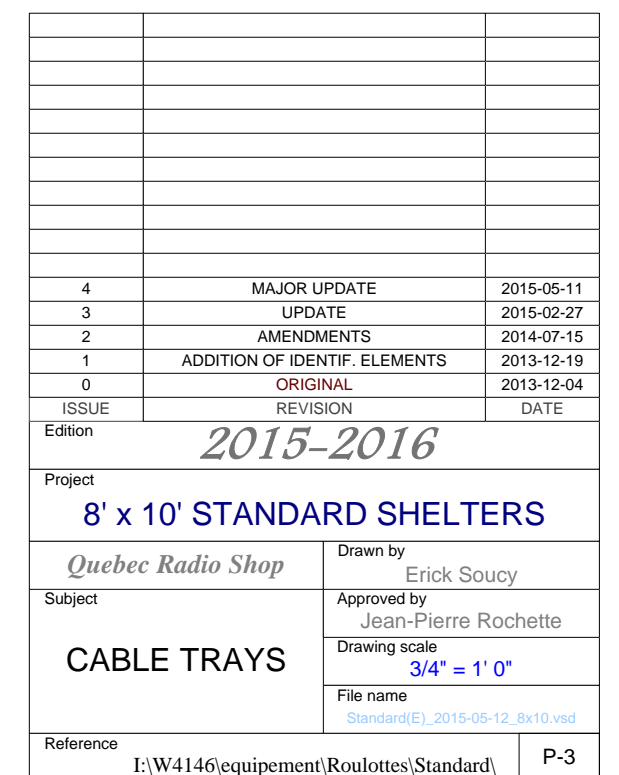 4 MAJOR UPDATE 2015-05-11
3 UPDATE 2015-02-27
2 AMENDMENTS 2014-07-15
1 ADDITION OF IDENTIF. ELEMENTS 2013-12-19
0 ORIGINAL 2013-12-04
ISSUE REVISION DATE
Edition
2015-2016
Project
8' x 10' STANDARD SHELTERS
Quebec Radio Shop
Drawn by
Erick Soucy
Subject
CABLE TRAYS
Approved by
Jean-Pierre Rochette
Drawing scale
3/4" = 1' 0"
File name
Standard(E)_2015-05-12_8x10.vsd
Reference
I:\W4146\equipement\Roulottes\Standard\
P-3